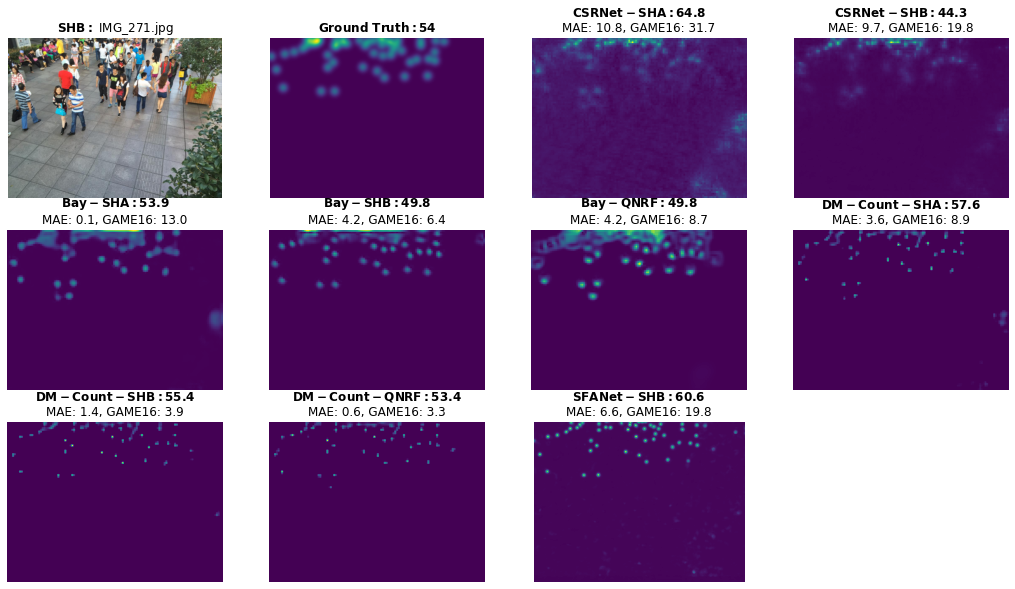 SHB: IMG_271.jpg
Ground Truth: 54
CSRNet − SHA: 64.8
MAE: 10.8, GAME16: 31.7
CSRNet − SHB: 44.3
MAE: 9.7, GAME16: 19.8
Bay − SHA: 53.9
MAE: 0.1, GAME16: 13.0
Bay − SHB: 49.8
MAE: 4.2, GAME16: 6.4
Bay − QNRF: 49.8
MAE: 4.2, GAME16: 8.7
DM − Count − SHA: 57.6
MAE: 3.6, GAME16: 8.9
DM − Count − SHB: 55.4
MAE: 1.4, GAME16: 3.9
DM − Count − QNRF: 53.4
MAE: 0.6, GAME16: 3.3
SFANet − SHB: 60.6
MAE: 6.6, GAME16: 19.8